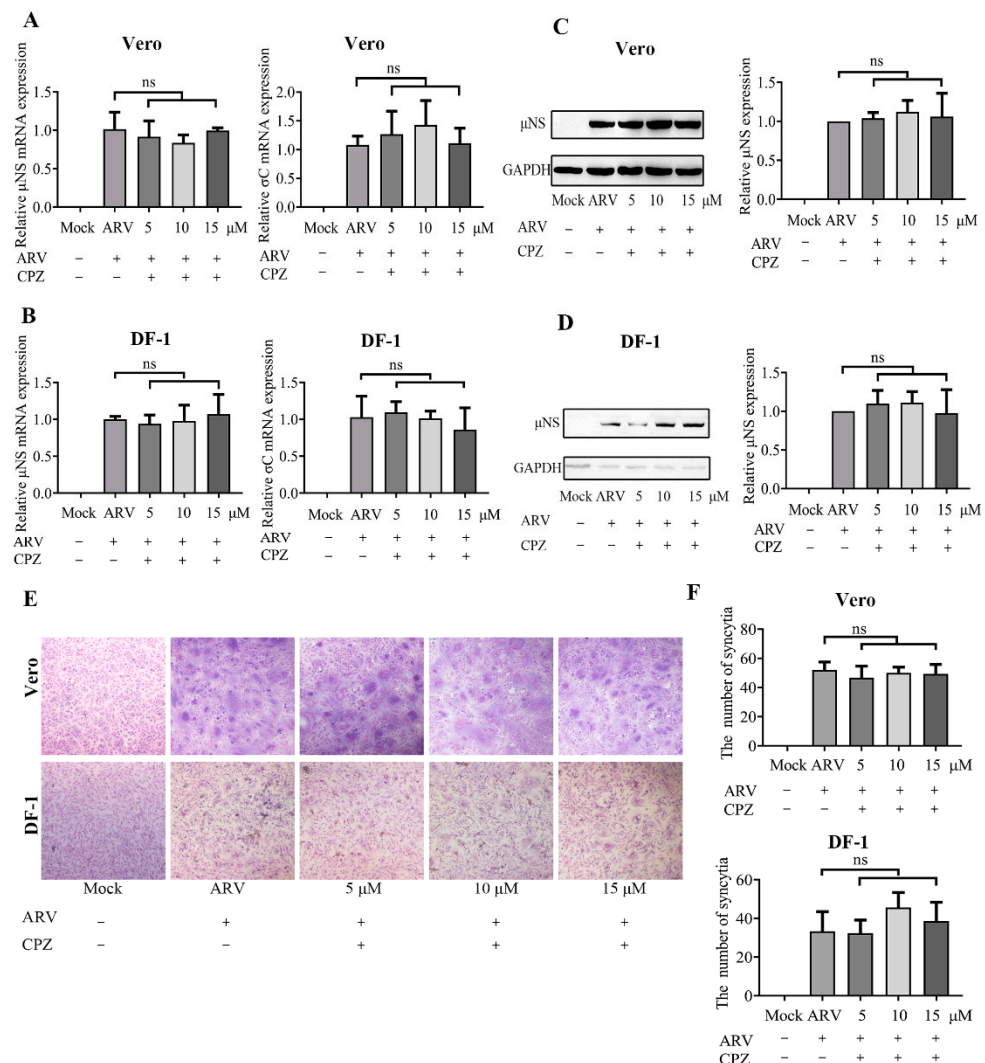 A
Vero
Relative μNS mRNA expression
1.5
1.0
0.5
0.0
ns
Mock ARV 5 10 15 μM
ARV – + + + +
CPZ – – + + +
Vero
Relative σC mRNA expression
2.0
1.5
1.0
0.5
0.0
ns
Mock ARV 5 10 15 μM
ARV – + + + +
CPZ – – + + +
C
Vero
μNS
GAPDH
Mock ARV 5 10 15 μM
ARV – + + + +
CPZ – – + + +
Relative μNS expression
1.5
1.0
0.5
0.0
ns
Mock ARV 5 10 15 μM
ARV – + + + +
CPZ – – + + +
B
DF-1
Relative μNS mRNA expression
1.5
1.0
0.5
0.0
ns
Mock ARV 5 10 15 μM
ARV – + + + +
CPZ – – + + +
DF-1
Relative σC mRNA expression
1.5
1.0
0.5
0.0
ns
Mock ARV 5 10 15 μM
ARV – + + + +
CPZ – – + + +
D
DF-1
μNS
GAPDH
Mock ARV 5 10 15 μM
ARV – + + + +
CPZ – – + + +
Relative μNS expression
1.5
1.0
0.5
0.0
ns
Mock ARV 5 10 15 μM
ARV – + + + +
CPZ – – + + +
E
Vero
DF-1
Mock ARV 5 μM 10 μM 15 μM
ARV – + + + +
CPZ – – + + +
F
Vero
The number of syncytia
80
60
40
20
0
ns
Mock ARV 5 10 15 μM
ARV – + + + +
CPZ – – + + +
DF-1
The number of syncytia
60
40
20
0
ns
Mock ARV 5 10 15 μM
ARV – + + + +
CPZ – – + + +